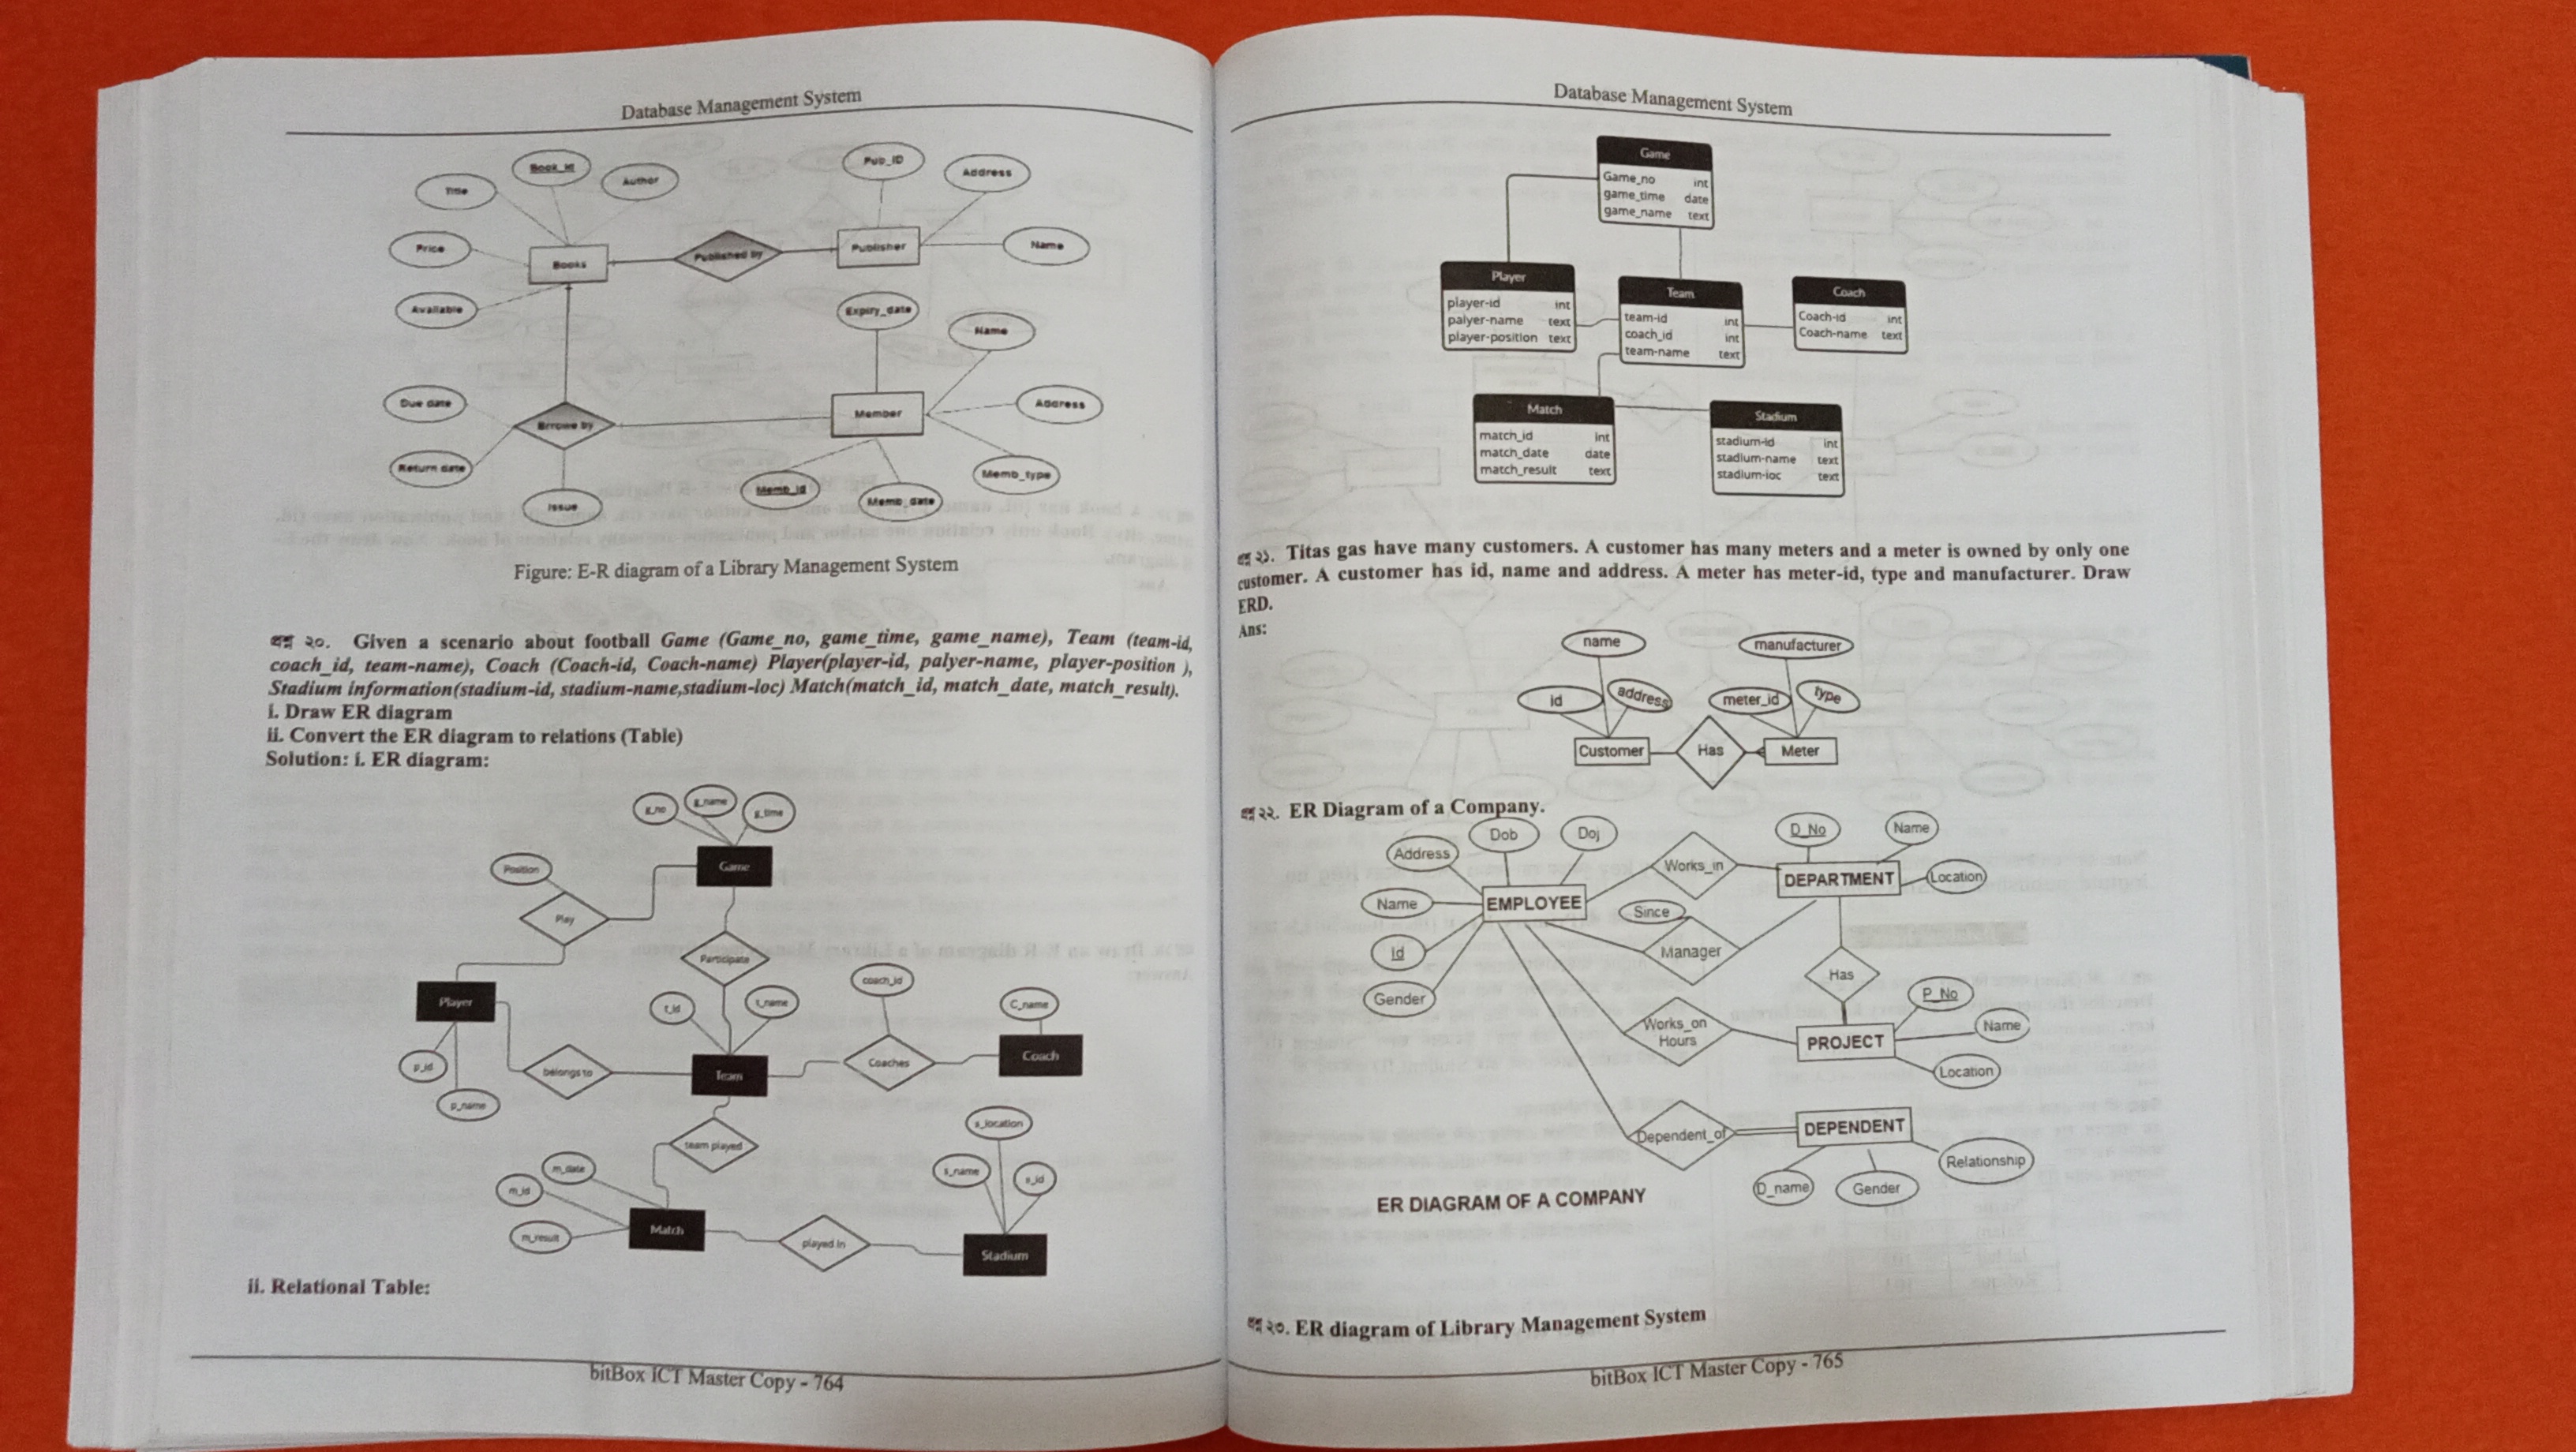 Database Management System
Book_id
Title
Author
Price
Available
Books
Published by
Pub_ID
Address
Publisher
Name
Expiry_date
Name
Due date
Brrowe by
Member
Address
Return date
Issue
Memb_id
Memb_date
Memb_type
Figure: E-R diagram of a Library Management System
প্রশ্ন ২০. Given a scenario about football Game (Game_no, game_time, game_name), Team (team-id,
coach_id, team-name), Coach (Coach-id, Coach-name) Player(player-id, palyer-name, player-position ),
Stadium information(stadium-id, stadium-name,stadium-loc) Match(match_id, match_date, match_result).
i. Draw ER diagram
ii. Convert the ER diagram to relations (Table)
Solution: i. ER diagram:
g_no
g_name
g_time
Game
Position
Play
Participate
Player
t_id
t_name
coach_id
C_name
p_id
p_name
belongs to
Team
Coaches
Coach
team played
m_date
m_id
m_result
Match
played in
s_location
s_name
s_id
Stadium
ii. Relational Table:
bitBox ICT Master Copy - 764
Database Management System
Game
Game_no int
game_time date
game_name text
Player
player-id int
palyer-name text
player-position text
Team
team-id int
coach_id int
team-name text
Coach
Coach-id int
Coach-name text
Match
match_id int
match_date date
match_result text
Stadium
stadium-id int
stadium-name text
stadium-loc text
প্রশ্ন ২১. Titas gas have many customers. A customer has many meters and a meter is owned by only one
customer. A customer has id, name and address. A meter has meter-id, type and manufacturer. Draw
ERD.
Ans:
name
manufacturer
id
address
meter_id
type
Customer
Has
Meter
প্রশ্ন ২২. ER Diagram of a Company.
Dob
Doj
Address
Name
Id
Gender
EMPLOYEE
Works_in
Since
Manager
D_No
Name
DEPARTMENT
Location
Has
Works_on
Hours
P_No
Name
PROJECT
Location
Dependent_of
DEPENDENT
D_name
Gender
Relationship
ER DIAGRAM OF A COMPANY
প্রশ্ন ২৩. ER diagram of Library Management System
bitBox ICT Master Copy - 765